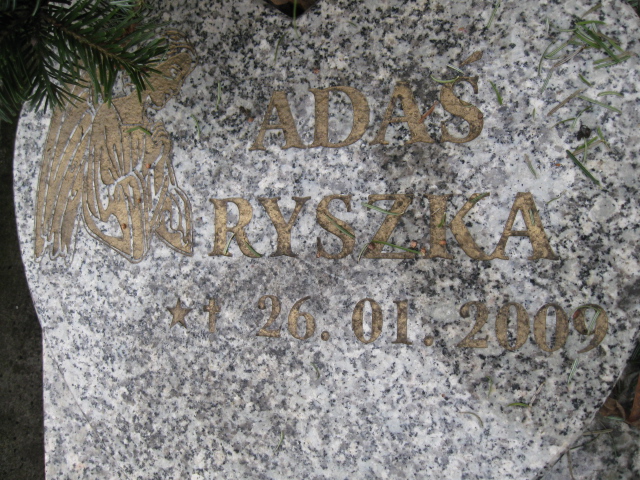 ADAŚ
RYSZKA
★ † 26. 01. 2009